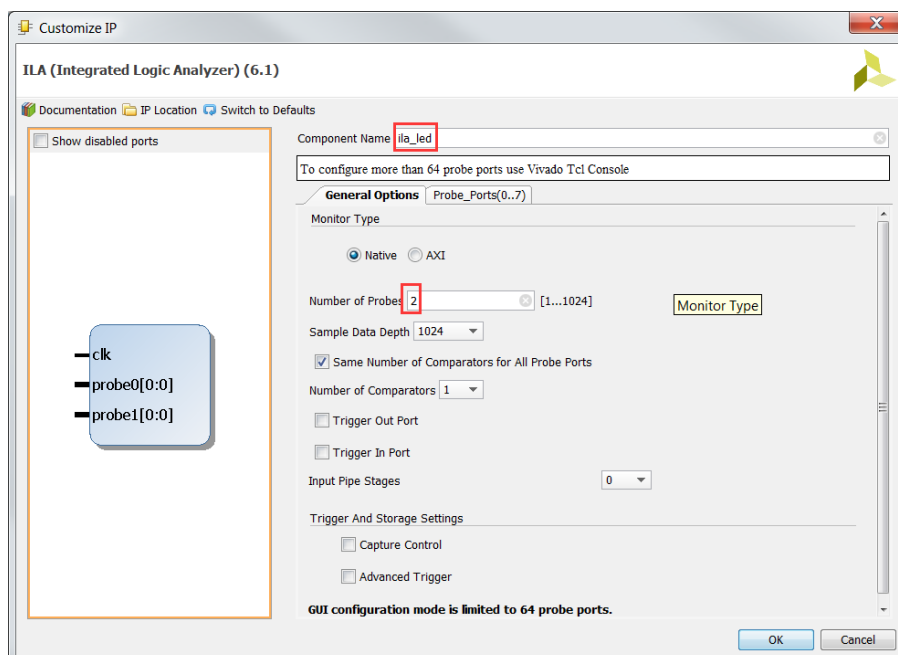 Customize IP
ILA (Integrated Logic Analyzer) (6.1)
Documentation IP Location Switch to Defaults
Show disabled ports
Component Name ila_led
To configure more than 64 probe ports use Vivado Tcl Console
General Options Probe_Ports(0..7)
Monitor Type
Native AXI
Number of Probes 2 [1...1024]
Monitor Type
Sample Data Depth 1024
Same Number of Comparators for All Probe Ports
Number of Comparators 1
Trigger Out Port
Trigger In Port
Input Pipe Stages 0
Trigger And Storage Settings
Capture Control
Advanced Trigger
GUI configuration mode is limited to 64 probe ports.
clk
probe0[0:0]
probe1[0:0]
OK Cancel